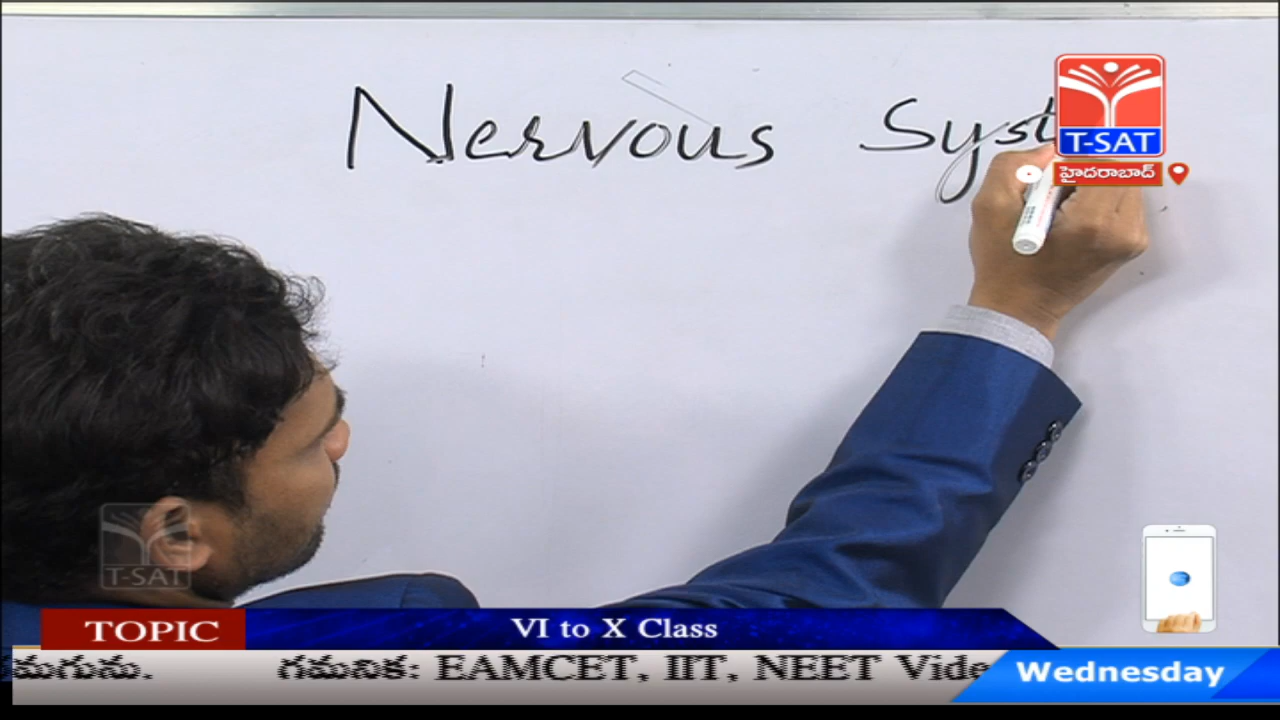 Nervous Syst
T-SAT
హైదరాబాద్
T-SAT
TOPIC
VI to X Class
గమనిక: EAMCET, IIT, NEET Vide
Wednesday